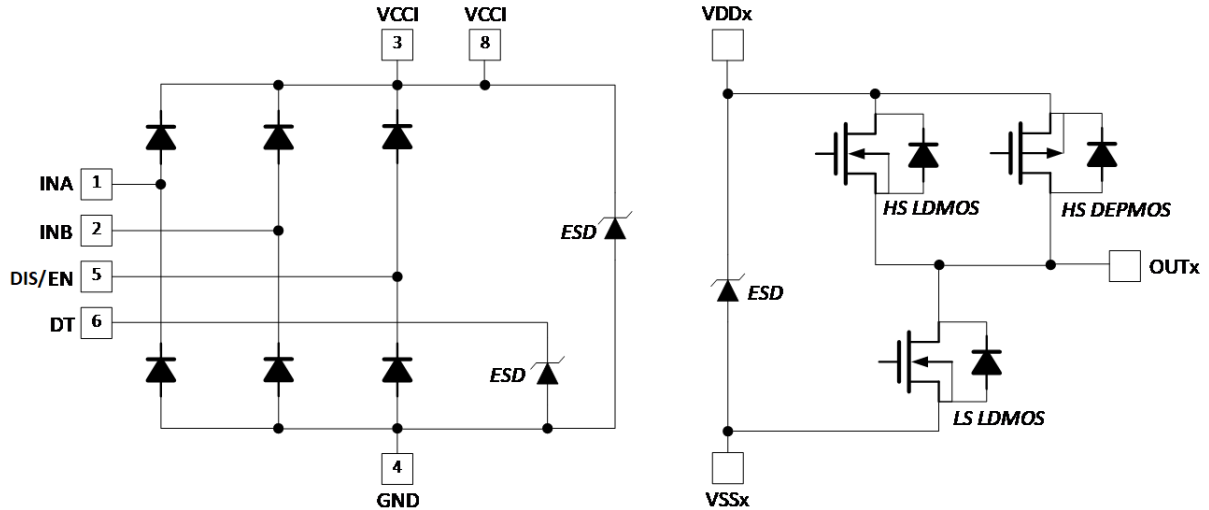 VCCI
VCCI
VDDx
3
8
INA
1
INB
2
DIS/EN
5
DT
6
ESD
ESD
ESD
HS LDMOS
HS DEPMOS
OUTx
LS LDMOS
4
GND
VSSx